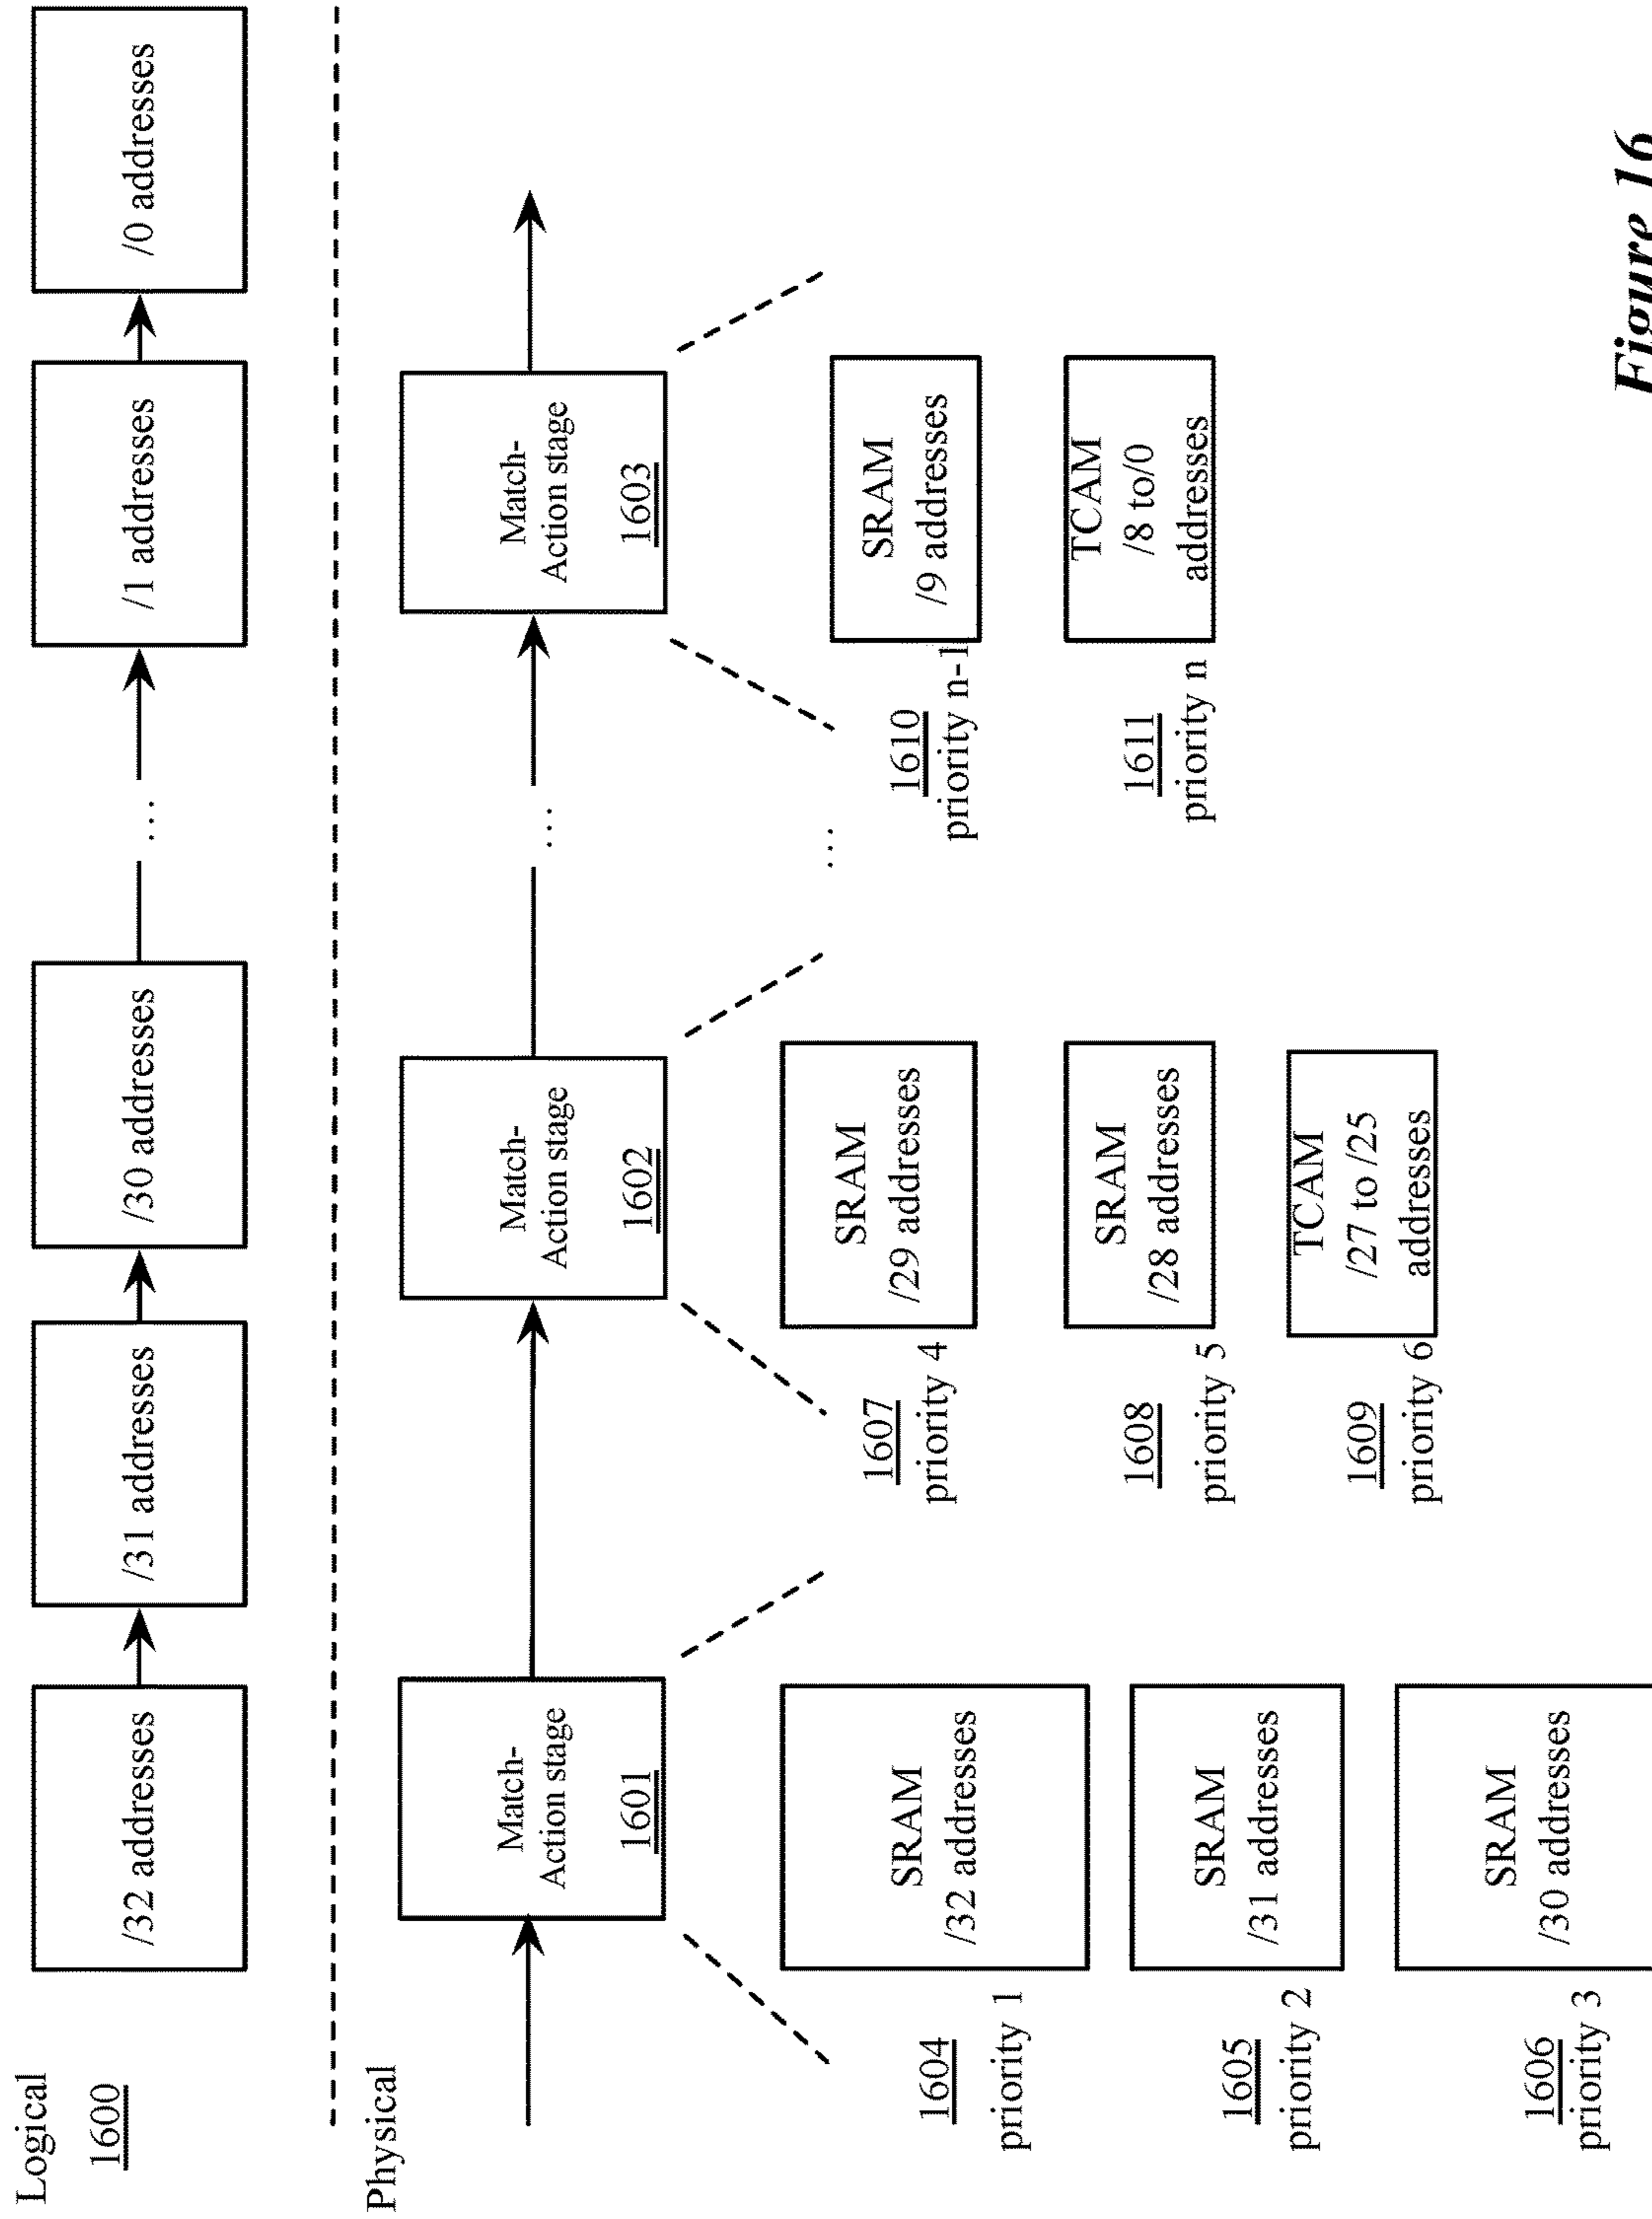 Logical
1600
/32 addresses
/31 addresses
/30 addresses
...
/1 addresses
/0 addresses
Physical
Match-
Action stage
1601
Match-
Action stage
1602
...
Match-
Action stage
1603
1604
priority 1
SRAM
/32 addresses
1605
priority 2
SRAM
/31 addresses
1606
priority 3
SRAM
/30 addresses
1607
priority 4
SRAM
/29 addresses
1608
priority 5
SRAM
/28 addresses
1609
priority 6
TCAM
/27 to /25
addresses
...
1610
priority n-1
SRAM
/9 addresses
1611
priority n
TCAM
/8 to/0
addresses
Figure 16